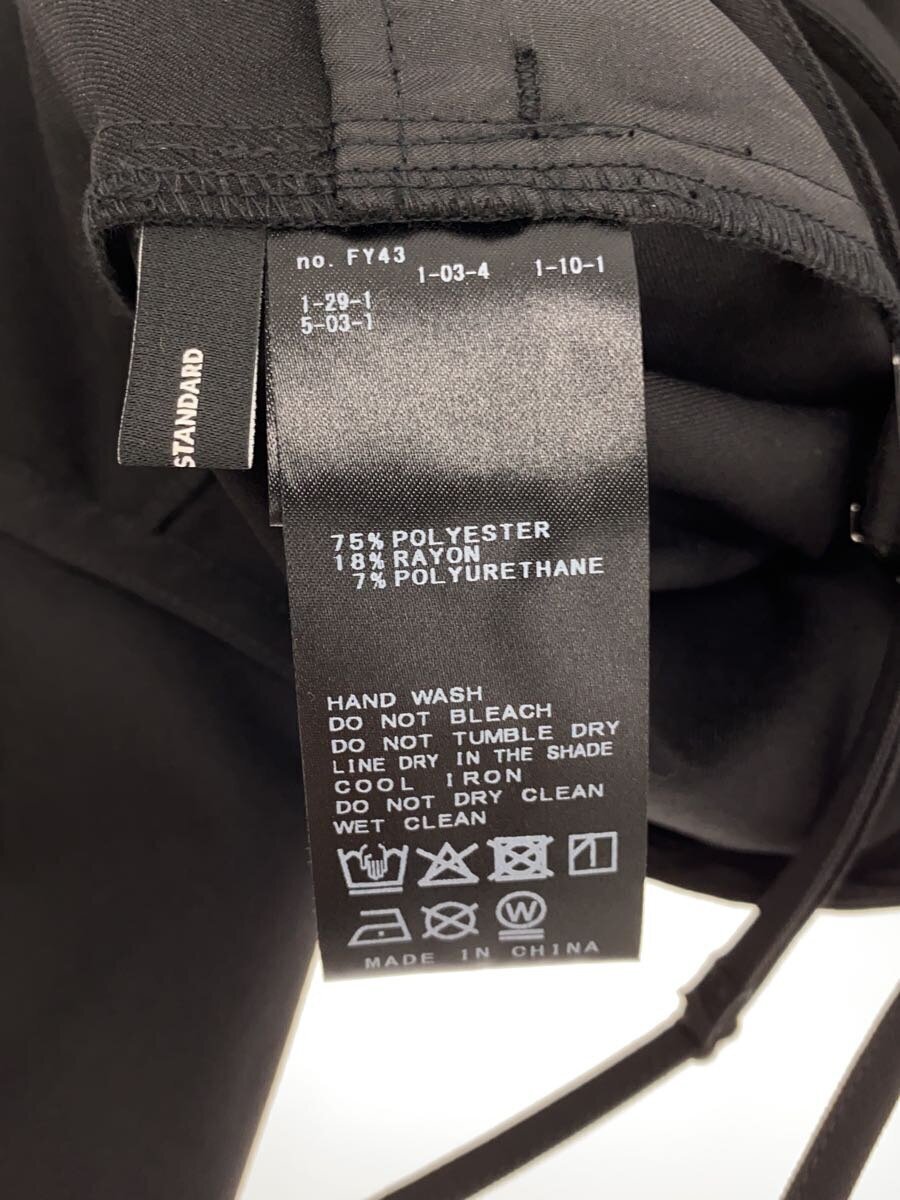 no. FY43
1-03-4 1-10-1
1-29-1
5-03-1
STANDARD
75% POLYESTER
18% RAYON
7% POLYURETHANE
HAND WASH
DO NOT BLEACH
DO NOT TUMBLE DRY
LINE DRY IN THE SHADE
COOL IRON
DO NOT DRY CLEAN
WET CLEAN
W
MADE IN CHINA